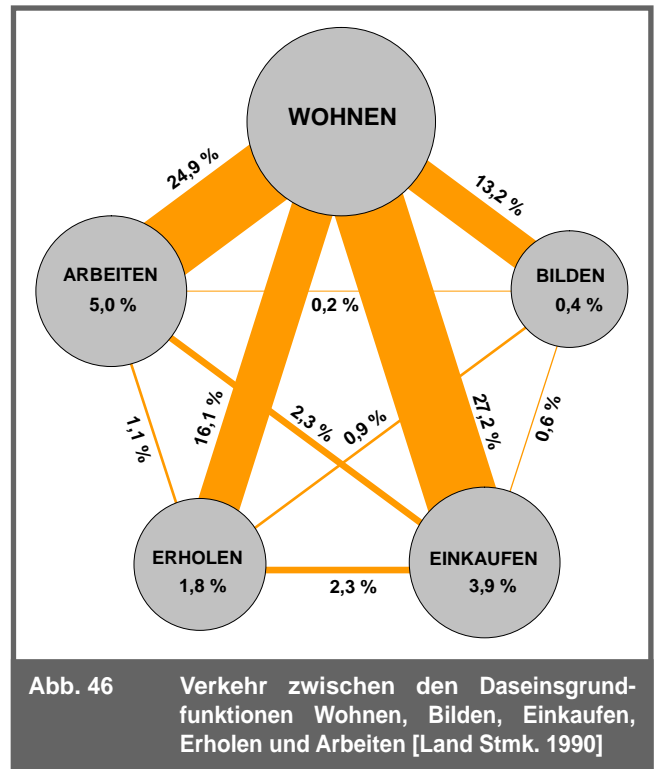 WOHNEN
24,9 %
13,2 %
ARBEITEN
5,0 %
BILDEN
0,4 %
0,2 %
1,1 %
16,1 %
2,3 %
0,9 %
27,2 %
0,6 %
ERHOLEN
1,8 %
2,3 %
EINKAUFEN
3,9 %
Abb. 46 Verkehr zwischen den Daseinsgrund-
funktionen Wohnen, Bilden, Einkaufen,
Erholen und Arbeiten [Land Stmk. 1990]